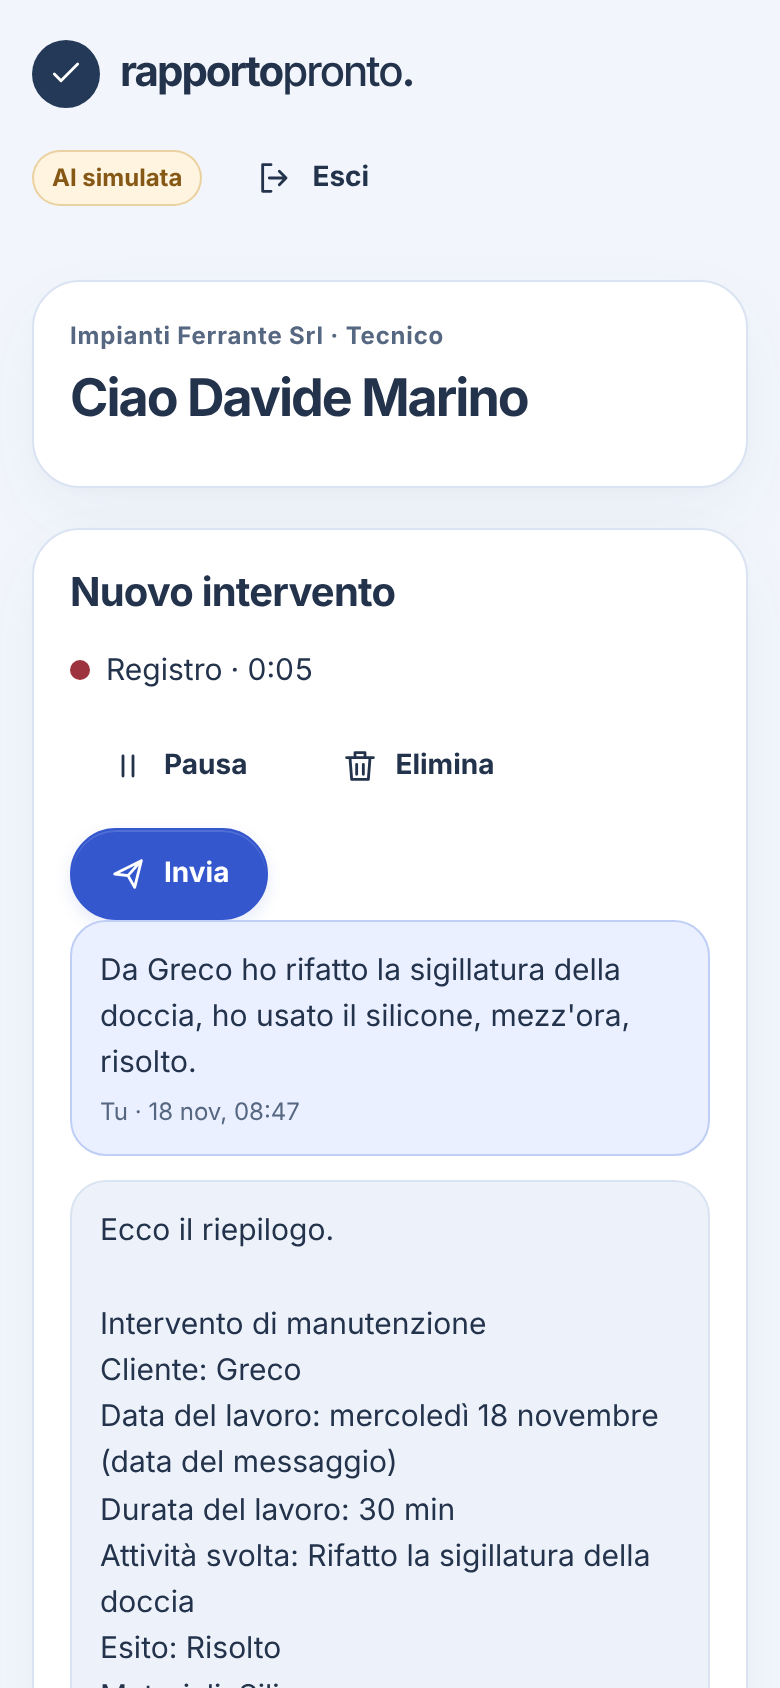 rapportopronto.
AI simulata
Esci
Impianti Ferrante Srl · Tecnico
Ciao Davide Marino
Nuovo intervento
Registro · 0:05
Pausa
Elimina
Invia
Da Greco ho rifatto la sigillatura della
doccia, ho usato il silicone, mezz'ora,
risolto.
Tu · 18 nov, 08:47
Ecco il riepilogo.
Intervento di manutenzione
Cliente: Greco
Data del lavoro: mercoledì 18 novembre
(data del messaggio)
Durata del lavoro: 30 min
Attività svolta: Rifatto la sigillatura della
doccia
Esito: Risolto